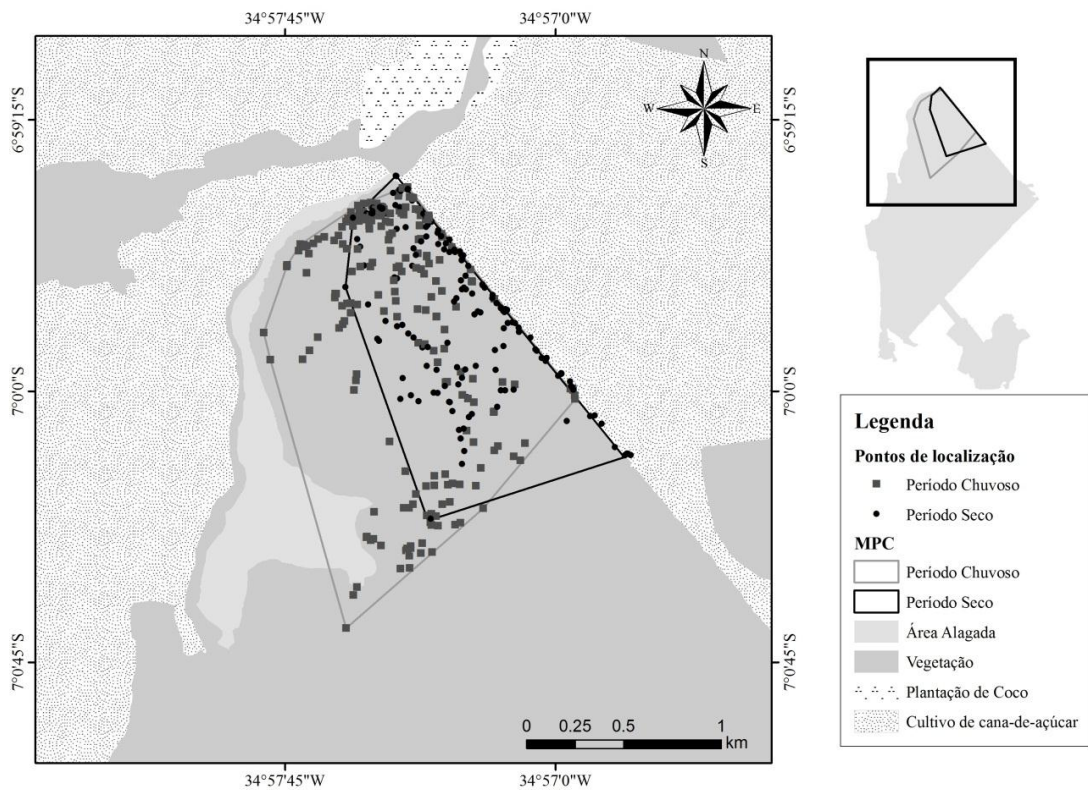 34°57'45"W 34°57'0"W
6°59'15"S
7°0'0"S
7°0'45"S
N
W E
S
6°59'15"S
7°0'0"S
7°0'45"S
0 0.25 0.5 1
km
34°57'45"W 34°57'0"W
Legenda
Pontos de localização
Período Chuvoso
Período Seco
MPC
Período Chuvoso
Período Seco
Área Alagada
Vegetação
Plantação de Coco
Cultivo de cana-de-açúcar